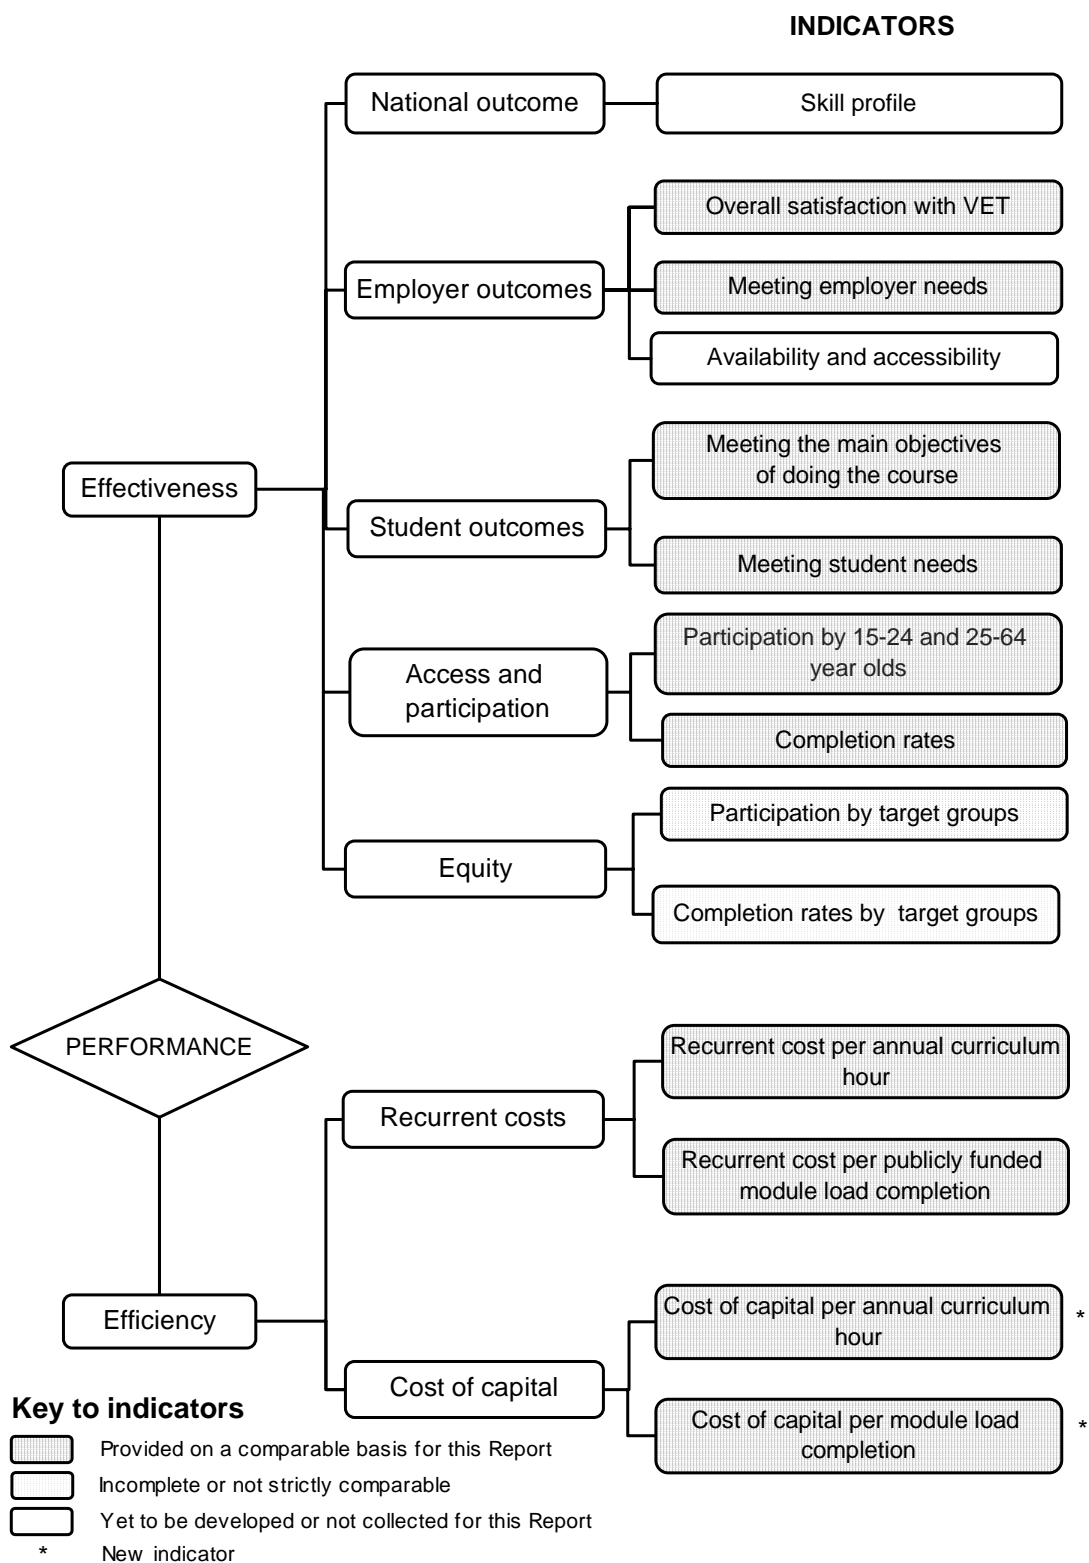 INDICATORS
National outcome
Skill profile
Overall satisfaction with VET
Employer outcomes
Meeting employer needs
Availability and accessibility
Effectiveness
Meeting the main objectives
of doing the course
Student outcomes
Meeting student needs
Access and
participation
Participation by 15-24 and 25-64
year olds
Completion rates
Equity
Participation by target groups
Completion rates by target groups
PERFORMANCE
Recurrent costs
Recurrent cost per annual curriculum
hour
Recurrent cost per publicly funded
module load completion
Efficiency
Cost of capital
Cost of capital per annual curriculum
hour
*
Cost of capital per module load
completion
*
Key to indicators
Provided on a comparable basis for this Report
Incomplete or not strictly comparable
Yet to be developed or not collected for this Report
* New indicator